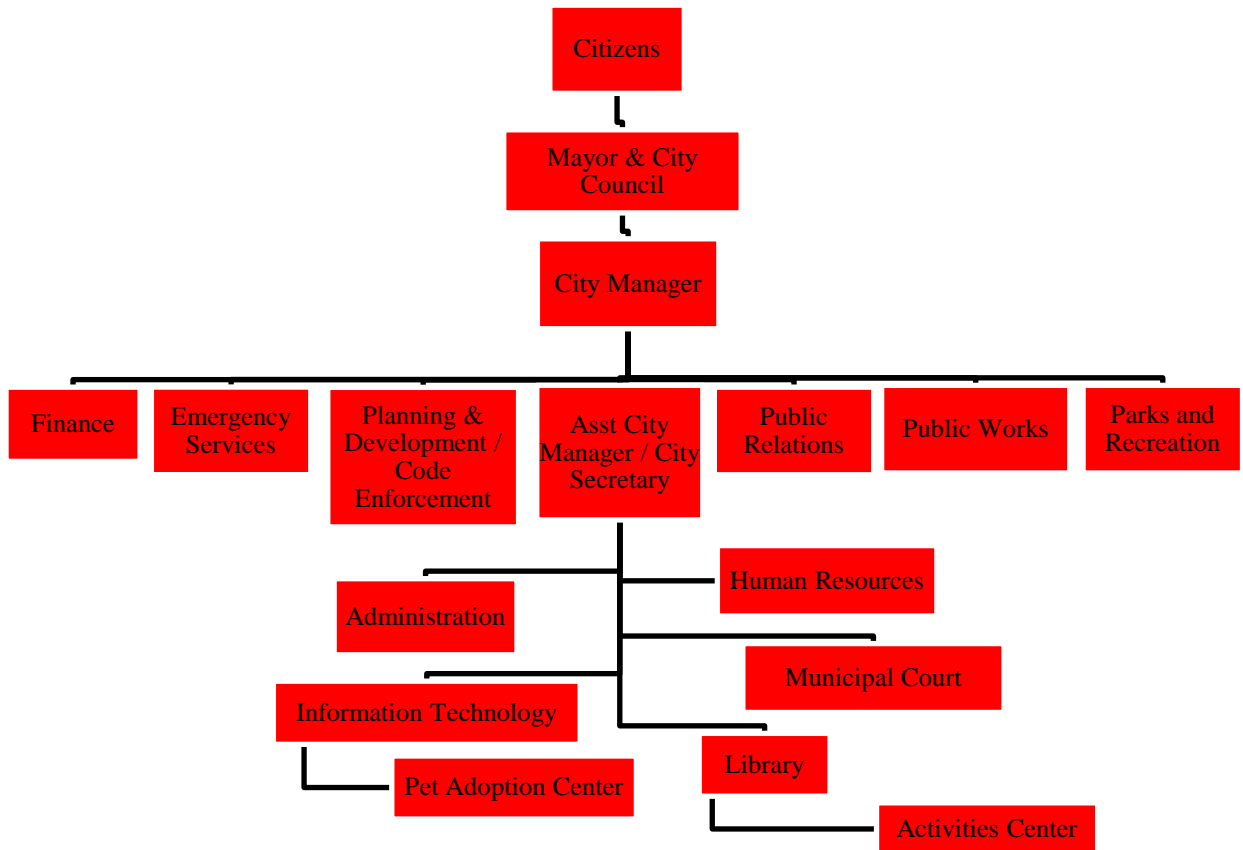 Citizens
Mayor & City
Council
City Manager
Finance
Emergency
Services
Planning &
Development /
Code
Enforcement
Asst City
Manager / City
Secretary
Public
Relations
Public Works
Parks and
Recreation
Human Resources
Administration
Municipal Court
Information Technology
Library
Pet Adoption Center
Activities Center